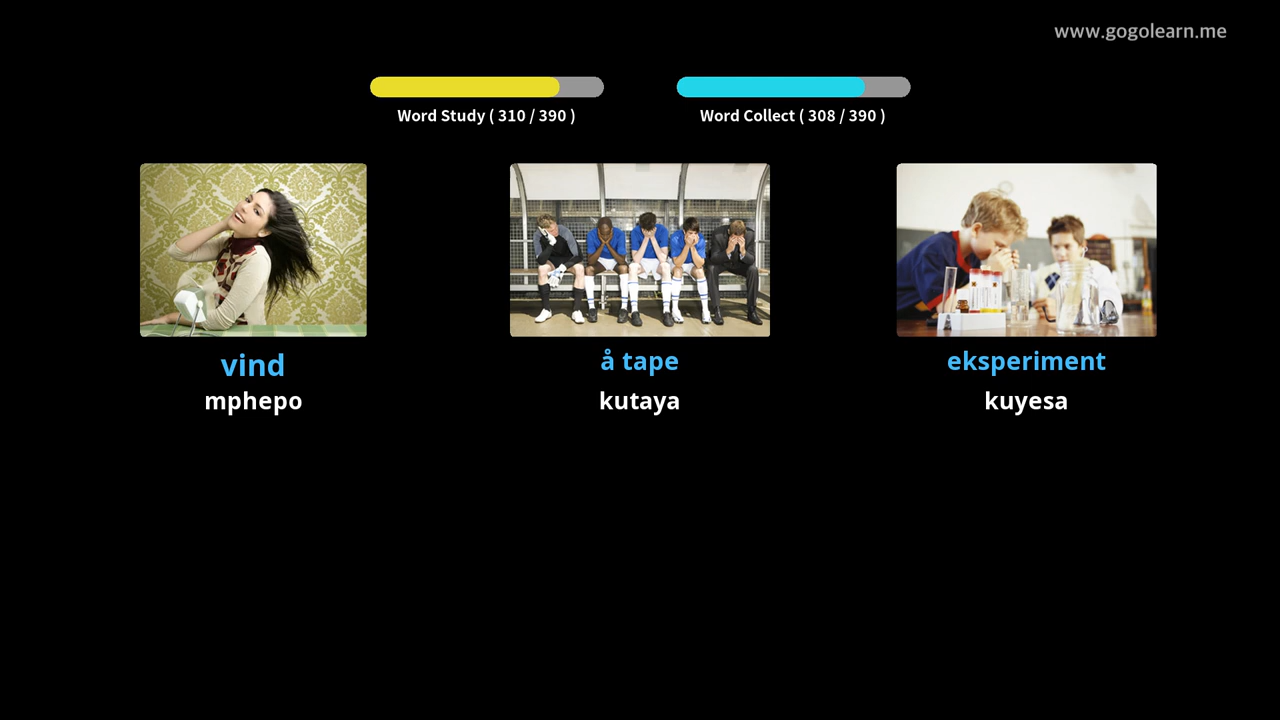 www.gogolearn.me
Word Study ( 310 / 390 )
Word Collect ( 308 / 390 )
vind
å tape
eksperiment
mphepo
kutaya
kuyesa